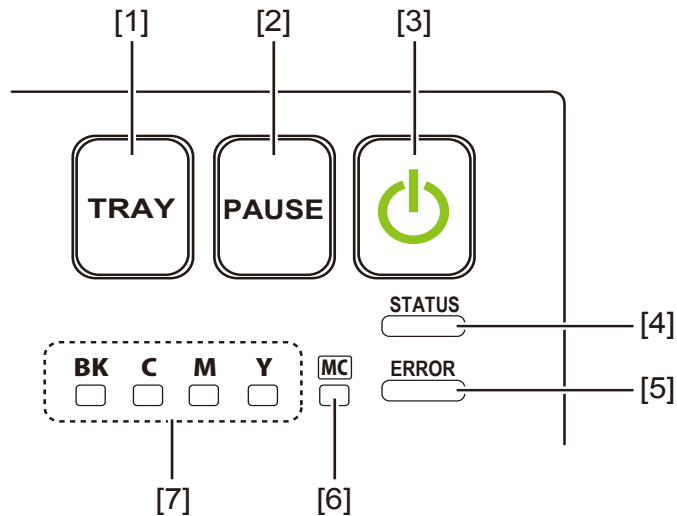 [1] [2] [3]
TRAY PAUSE
STATUS
[4]
BK C M Y MC ERROR
[5]
[7] [6]